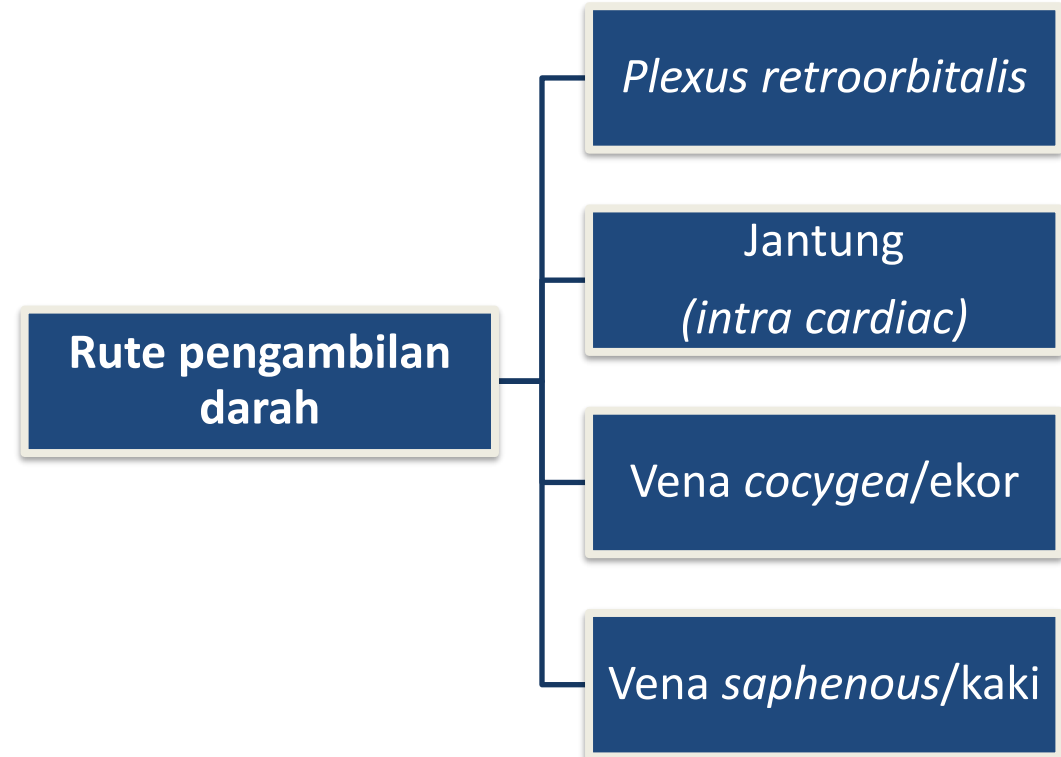 Plexus retroorbitalis
Jantung
(intra cardiac)
Rute pengambilan
darah
Vena cocygea/ekor
Vena saphenous/kaki